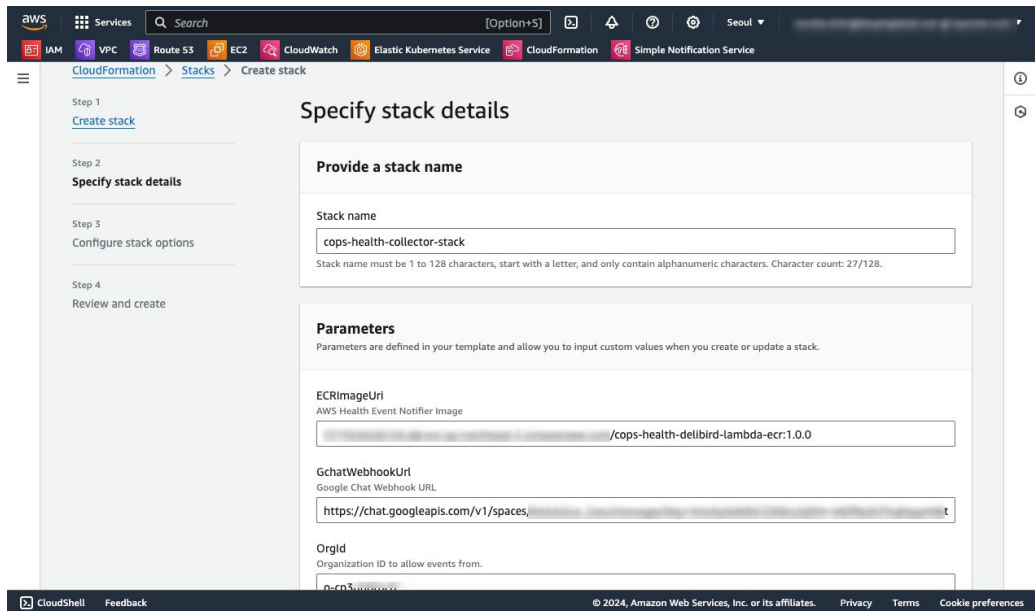 aws
Services
Search [Option+S]
Seoul
IAM VPC Route 53 EC2 CloudWatch Elastic Kubernetes Service CloudFormation Simple Notification Service
CloudFormation > Stacks > Create stack
Step 1
Create stack
Step 2
Specify stack details
Step 3
Configure stack options
Step 4
Review and create
Specify stack details
Provide a stack name
Stack name
cops-health-collector-stack
Stack name must be 1 to 128 characters, start with a letter, and only contain alphanumeric characters. Character count: 27/128.
Parameters
Parameters are defined in your template and allow you to input custom values when you create or update a stack.
ECRImageUri
AWS Health Event Notifier Image
/cops-health-delibird-lambda-ecr:1.0.0
GchatWebhookUrl
Google Chat Webhook URL
https://chat.googleapis.com/v1/spaces/
OrgId
Organization ID to allow events from.
o-cp3
CloudShell Feedback © 2024, Amazon Web Services, Inc. or its affiliates. Privacy Terms Cookie preferences